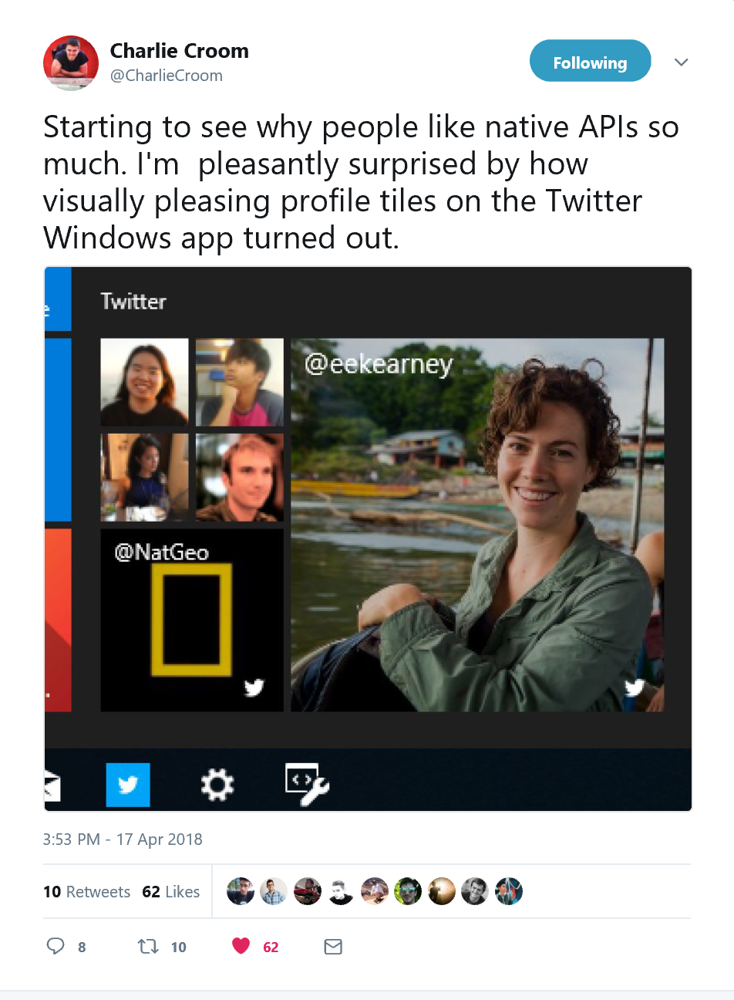 Charlie Croom
@CharlieCroom
Following
Starting to see why people like native APIs so
much. I'm  pleasantly surprised by how
visually pleasing profile tiles on the Twitter
Windows app turned out.
e
Twitter
@eekearney
@NatGeo
3:53 PM - 17 Apr 2018
10 Retweets 62 Likes
8 10 62